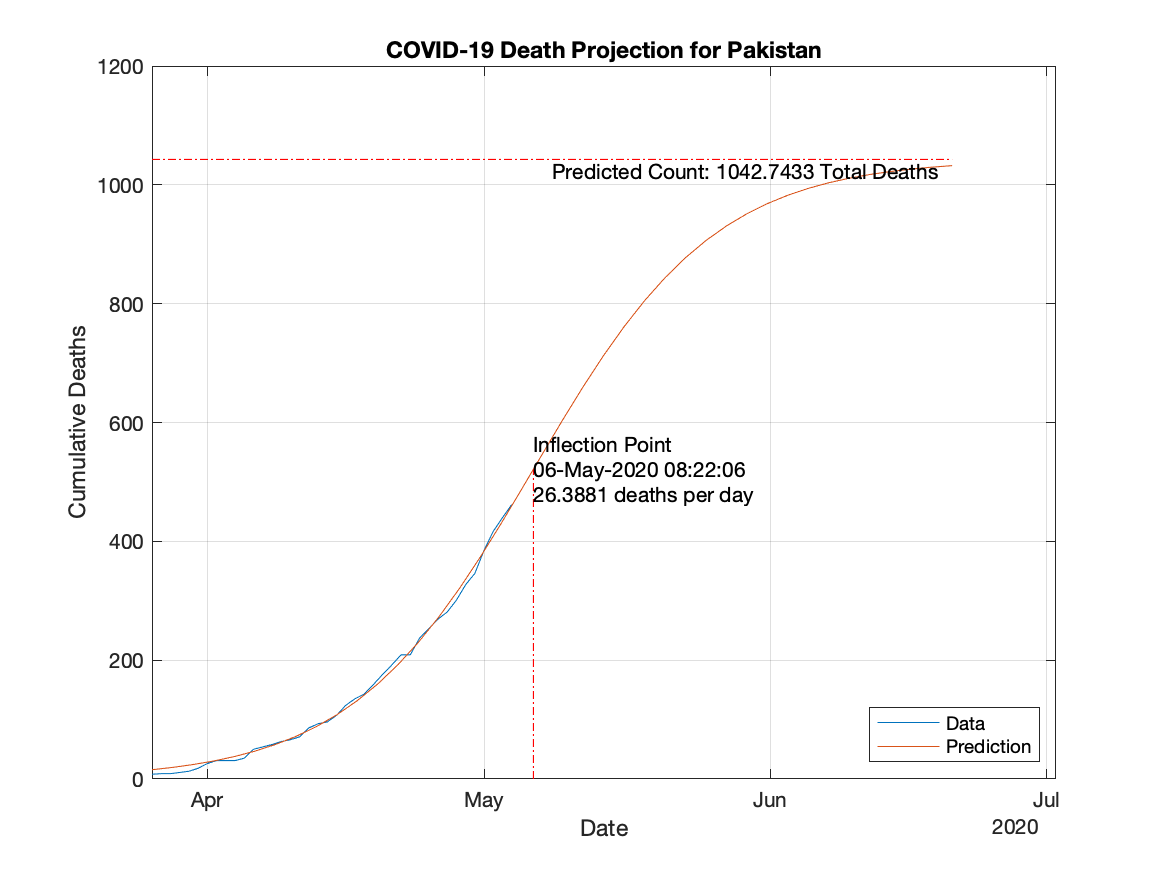 COVID-19 Death Projection for Pakistan
1200
1000
800
600
400
200
0
Cumulative Deaths
Predicted Count: 1042.7433 Total Deaths
Inflection Point
06-May-2020 08:22:06
26.3881 deaths per day
Data
Prediction
Apr May Jun Jul
Date
2020